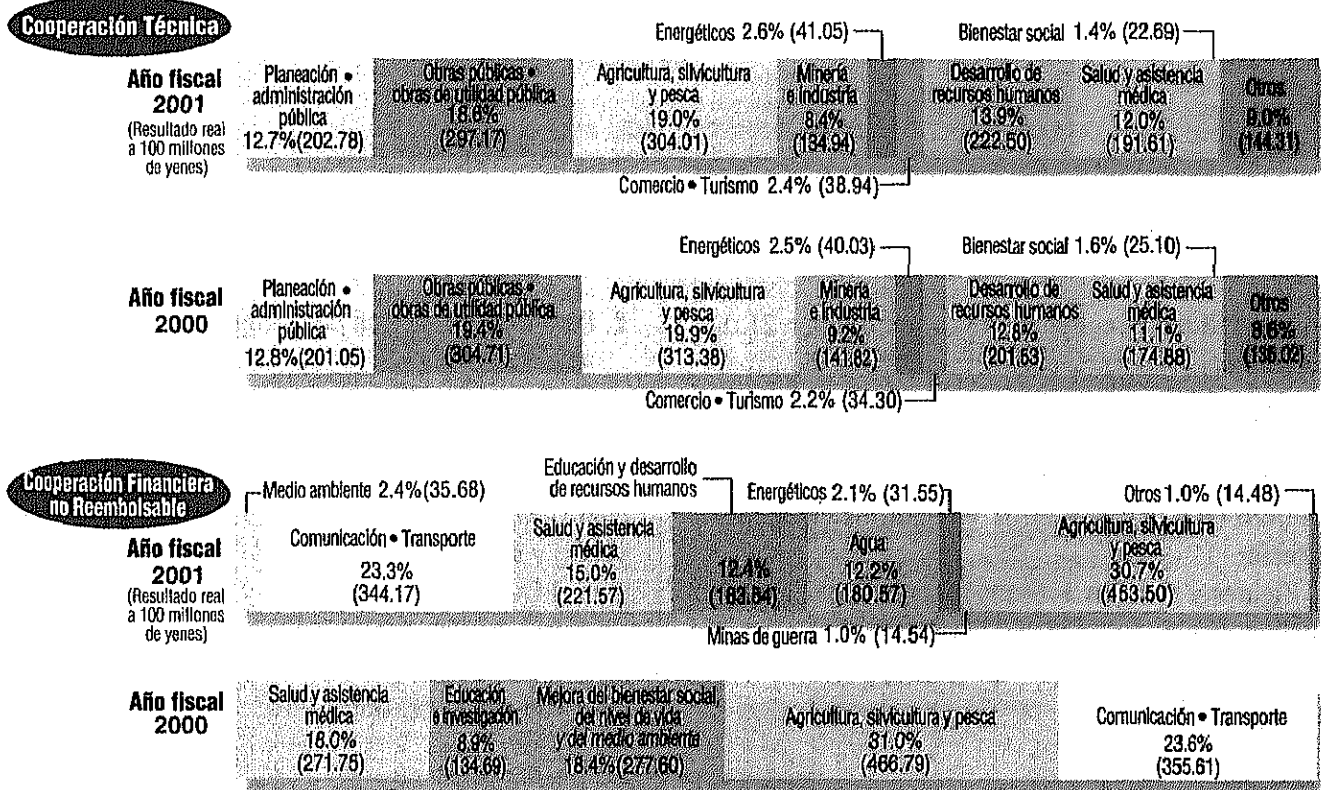 Cooperación Técnica
Energéticos 2.6% (41.05)
Bienestar social 1.4% (22.69)
Año fiscal
2001
(Resultado real
a 100 millones
de yenes)
Planeación •
administración
pública
12.7%(202.78)
Obras públicas •
obras de utilidad pública
18.6%
(297.17)
Agricultura, silvicultura
y pesca
19.0%
(304.01)
Minería
e Industria
8.4%
(134.94)
Desarrollo de
recursos humanos
13.9%
(222.50)
Salud y asistencia
médica
12.0%
(191.61)
Otros
9.0%
(144.31)
Comercio • Turismo 2.4% (38.94)
Energéticos 2.5% (40.03)
Bienestar social 1.6% (25.10)
Año fiscal
2000
Planeación •
administración
pública
12.8%(201.05)
Obras públicas •
obras de utilidad pública
19.4%
(304.71)
Agricultura, silvicultura
y pesca
19.9%
(313.38)
Minería
e Industria
9.2%
(141.82)
Desarrollo de
recursos humanos
12.8%
(201.53)
Salud y asistencia
médica
11.1%
(174.88)
Otros
8.6%
Comercio • Turismo 2.2% (34.30)
Cooperación Financiera
no Reembolsable
Medio ambiente 2.4%(35.68)
Educación y desarrollo
de recursos humanos
Energéticos 2.1% (31.55)
Otros 1.0% (14.48)
Año fiscal
2001
(Resultado real
a 100 millones
de yenes)
Comunicación • Transporte
23.3%
(344.17)
Salud y asistencia
médica
15.0%
(221.57)
12.4%
Agua
12.2%
(180.57)
Agricultura, silvicultura
y pesca
30.7%
(453.50)
Minas de guerra 1.0% (14.54)
Año fiscal
2000
Salud y asistencia
médica
18.0%
(271.75)
Educación
e investigación
8.9%
(134.69)
Mejora del bienestar social,
del nivel de vida
y del medio ambiente
18.4%(277.60)
Agricultura, silvicultura y pesca
31.0%
(466.79)
Comunicación • Transporte
23.6%
(355.61)